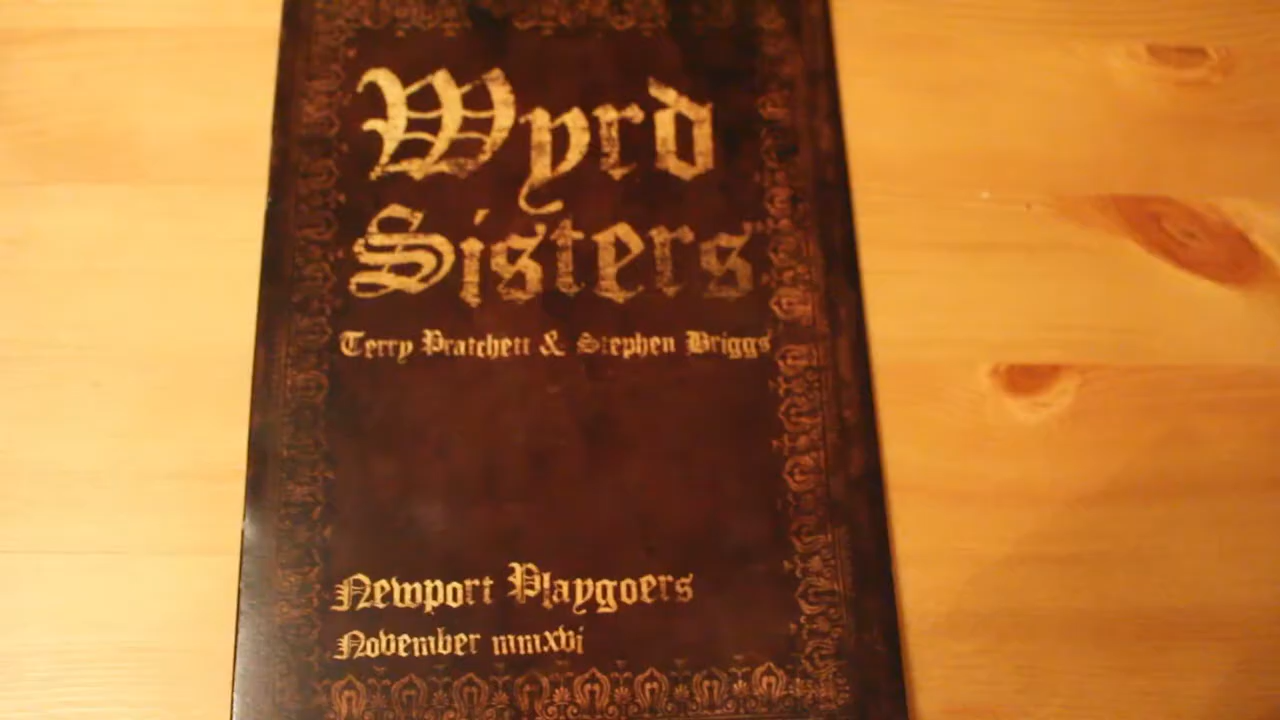 Wyrd
Sisters
Terry Pratchett & Stephen Briggs
Newport Playgoers
November mmxvi